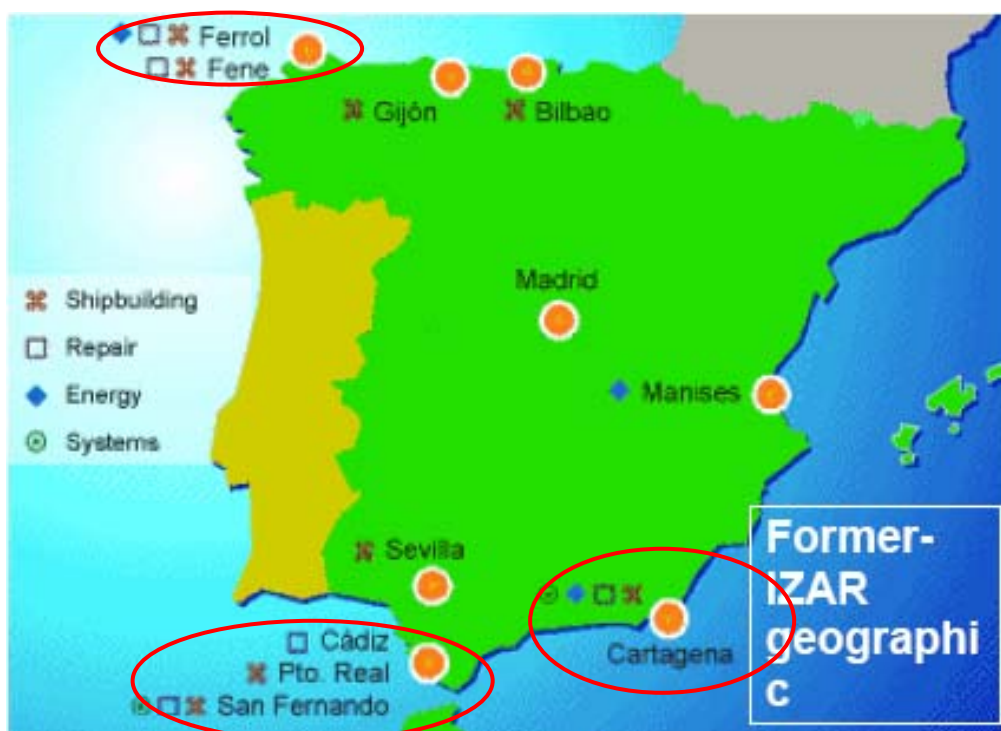 Ferrol
Fene
Gijón
Bilbao
Madrid
Shipbuilding
Repair
Energy
Systems
Manises
Sevilla
Cartagena
Càdiz
Pto. Real
San Fernando
Former-
IZAR
geographi
c